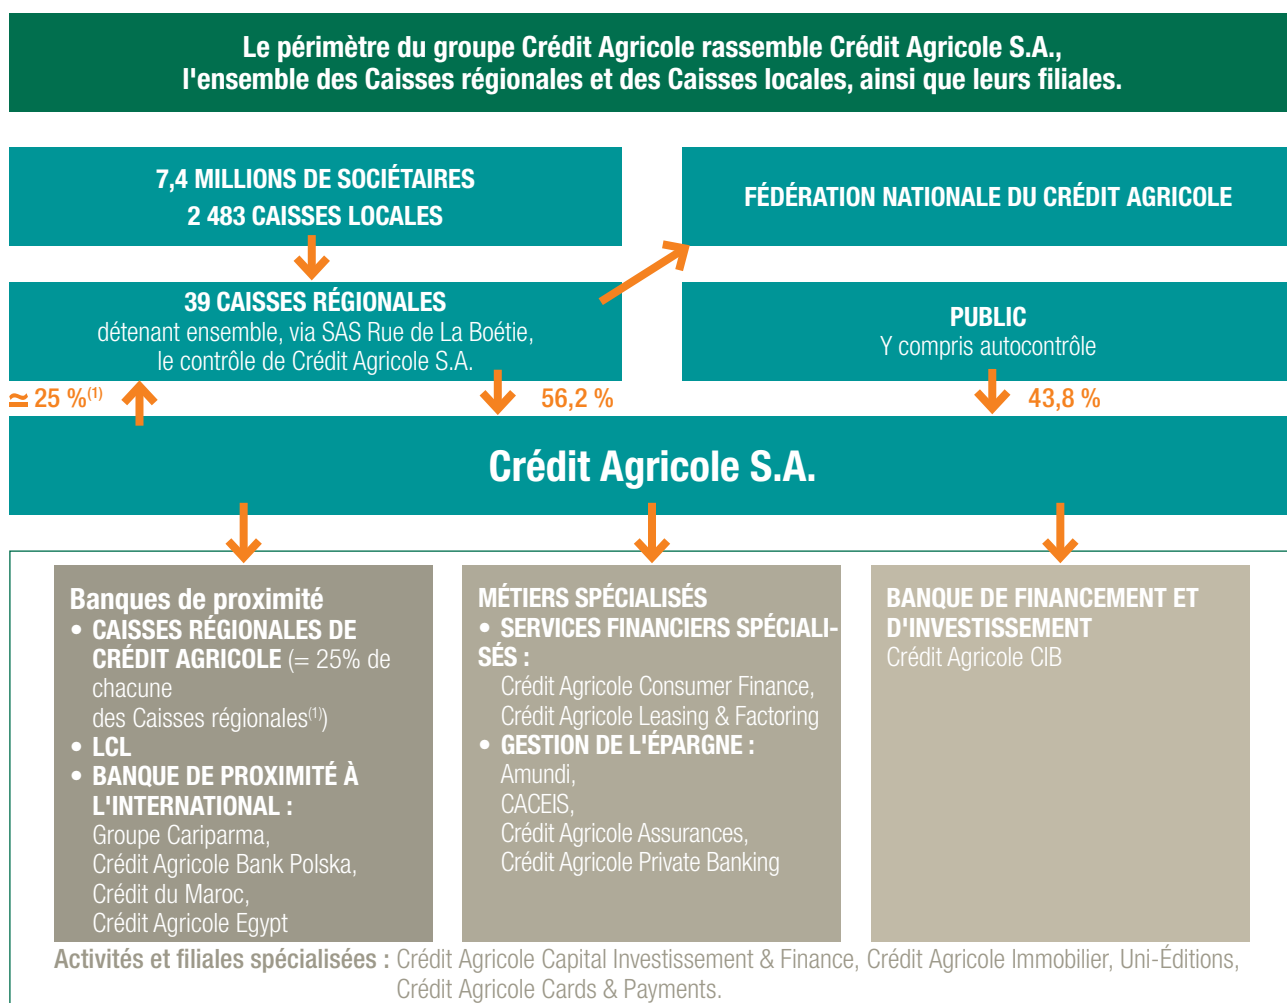 Le périmètre du groupe Crédit Agricole rassemble Crédit Agricole S.A.,
l'ensemble des Caisses régionales et des Caisses locales, ainsi que leurs filiales.
7,4 MILLIONS DE SOCIÉTAIRES
2 483 CAISSES LOCALES
FÉDÉRATION NATIONALE DU CRÉDIT AGRICOLE
39 CAISSES RÉGIONALES
détenant ensemble, via SAS Rue de La Boétie,
le contrôle de Crédit Agricole S.A.
PUBLIC
Y compris autocontrôle
≃ 25 %(1)
56,2 %
43,8 %
Crédit Agricole S.A.
Banques de proximité
• CAISSES RÉGIONALES DE
CRÉDIT AGRICOLE (= 25% de
chacune
des Caisses régionales(1))
• LCL
• BANQUE DE PROXIMITÉ À
L'INTERNATIONAL :
Groupe Cariparma,
Crédit Agricole Bank Polska,
Crédit du Maroc,
Crédit Agricole Egypt
MÉTIERS SPÉCIALISÉS
• SERVICES FINANCIERS SPÉCIALI-
SÉS :
Crédit Agricole Consumer Finance,
Crédit Agricole Leasing & Factoring
• GESTION DE L'ÉPARGNE :
Amundi,
CACEIS,
Crédit Agricole Assurances,
Crédit Agricole Private Banking
BANQUE DE FINANCEMENT ET
D'INVESTISSEMENT
Crédit Agricole CIB
Activités et filiales spécialisées : Crédit Agricole Capital Investissement & Finance, Crédit Agricole Immobilier, Uni-Éditions,
Crédit Agricole Cards & Payments.